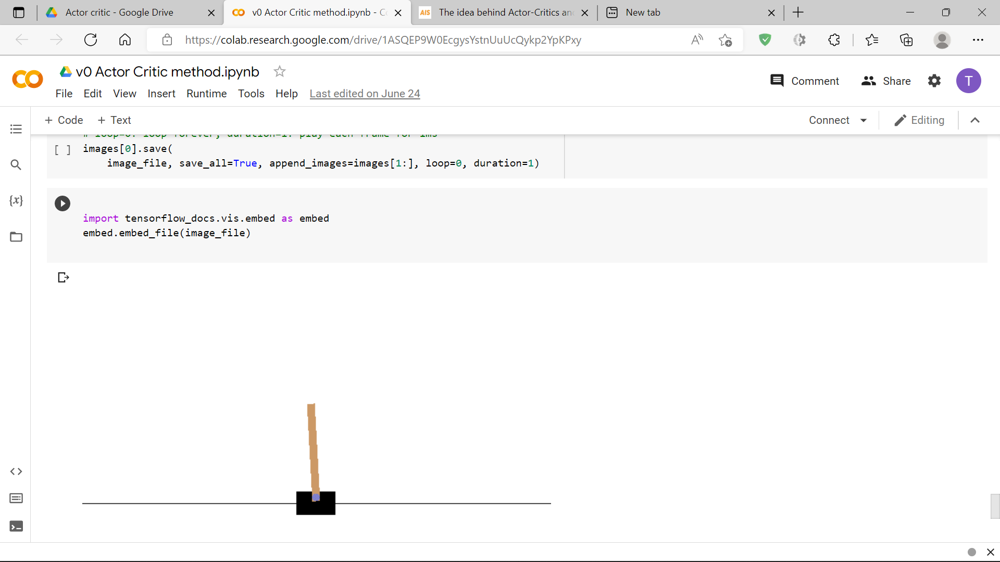 Actor critic - Google Drive
v0 Actor Critic method.ipynb - C
AIS
The idea behind Actor-Critics an
New tab
https://colab.research.google.com/drive/1ASQEP9W0EcgysYstnUuUcQykp2YpKPxy
v0 Actor Critic method.ipynb
Comment
Share
T
File Edit View Insert Runtime Tools Help Last edited on June 24
+ Code + Text
Connect
Editing
# loop=0: loop forever, duration=1: play each frame for 1ms
[ ] images[0].save(
image_file, save_all=True, append_images=images[1:], loop=0, duration=1)
{x}
import tensorflow_docs.vis.embed as embed
embed.embed_file(image_file)